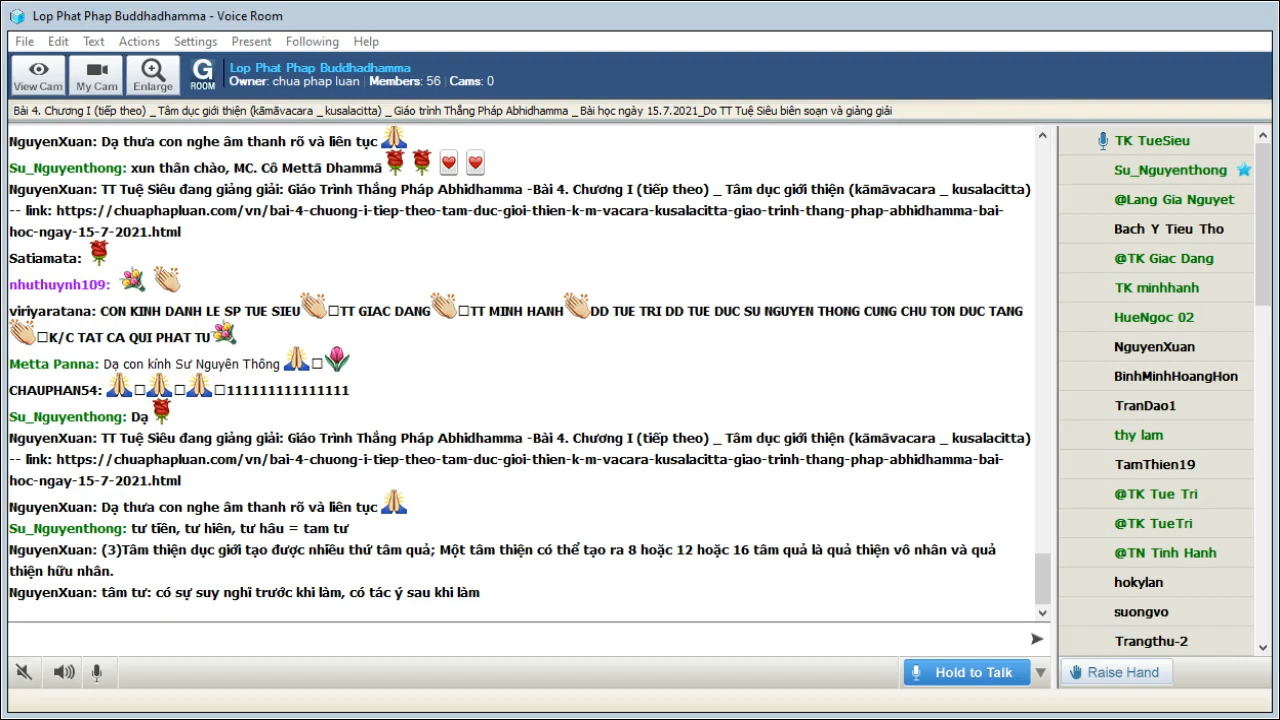 Lop Phat Phap Buddhadhamma - Voice Room
File Edit Text Actions Settings Present Following Help
View Cam My Cam Enlarge G ROOM
Lop Phat Phap Buddhadhamma
Owner: chua phap luan Members: 56 Cams: 0
Bài 4. Chương I (tiếp theo) _ Tâm dục giới thiện (kāmāvacara _ kusalacitta) _ Giáo trình Thắng Pháp Abhidhamma _ Bài học ngày 15.7.2021_Do TT Tuệ Siêu biên soạn và giảng giải
NguyenXuan: Dạ thưa con nghe âm thanh rõ và liên tục
Su_Nguyenthong: xun thân chào, MC. Cô Mettā Dhammā
NguyenXuan: TT Tuệ Siêu đang giảng giải: Giáo Trình Thắng Pháp Abhidhamma -Bài 4. Chương I (tiếp theo) _ Tâm dục giới thiện (kāmāvacara _ kusalacitta)
-- link: https://chuaphapluan.com/vn/bai-4-chuong-i-tiep-theo-tam-duc-gioi-thien-k-m-vacara-kusalacitta-giao-trinh-thang-phap-abhidhamma-bai-
hoc-ngay-15-7-2021.html
Satiamata:
nhuthuynh109:
viriyaratana: CON KINH DANH LE SP TUE SIEU □TT GIAC DANG □TT MINH HANH DD TUE TRI DD TUE DUC SU NGUYEN THONG CUNG CHU TON DUC TANG
□K/C TAT CA QUI PHAT TU
Metta Panna: Dạ con kính Sư Nguyên Thông □
CHAUPHAN54: □ □ □111111111111111
Su_Nguyenthong: Dạ
NguyenXuan: TT Tuệ Siêu đang giảng giải: Giáo Trình Thắng Pháp Abhidhamma -Bài 4. Chương I (tiếp theo) _ Tâm dục giới thiện (kāmāvacara _ kusalacitta)
-- link: https://chuaphapluan.com/vn/bai-4-chuong-i-tiep-theo-tam-duc-gioi-thien-k-m-vacara-kusalacitta-giao-trinh-thang-phap-abhidhamma-bai-
hoc-ngay-15-7-2021.html
NguyenXuan: Dạ thưa con nghe âm thanh rõ và liên tục
Su_Nguyenthong: tư tiền, tư hiên, tư hâu = tam tư
NguyenXuan: (3)Tâm thiện dục giới tạo được nhiều thứ tâm quả; Một tâm thiện có thể tạo ra 8 hoặc 12 hoặc 16 tâm quả là quả thiện vô nhân và quả
thiện hữu nhân.
NguyenXuan: tâm tư: có sự suy nghĩ trước khi làm, có tác ý sau khi làm
Hold to Talk
TK TueSieu
Su_Nguyenthong
@Lang Gia Nguyet
Bach Y Tieu Tho
@TK Giac Dang
TK minhhanh
HueNgoc 02
NguyenXuan
BinhMinhHoangHon
TranDao1
thy lam
TamThien19
@TK Tue Tri
@TK TueTri
@TN Tinh Hanh
hokylan
suongvo
Trangthu-2
Raise Hand